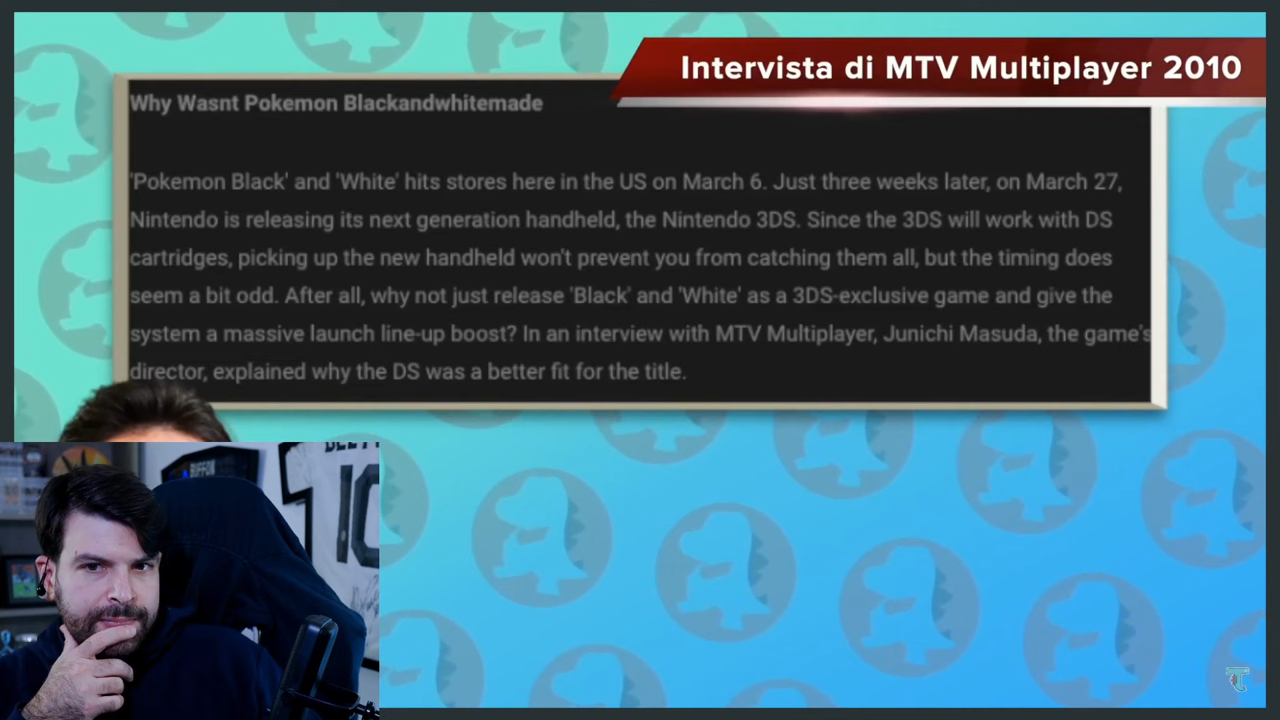 Intervista di MTV Multiplayer 2010
Why Wasnt Pokemon Blackandwhitemade
'Pokemon Black' and 'White' hits stores here in the US on March 6. Just three weeks later, on March 27,
Nintendo is releasing its next generation handheld, the Nintendo 3DS. Since the 3DS will work with DS
cartridges, picking up the new handheld won't prevent you from catching them all, but the timing does
seem a bit odd. After all, why not just release 'Black' and 'White' as a 3DS-exclusive game and give the
system a massive launch line-up boost? In an interview with MTV Multiplayer, Junichi Masuda, the game's
director, explained why the DS was a better fit for the title.
BUFFON
10